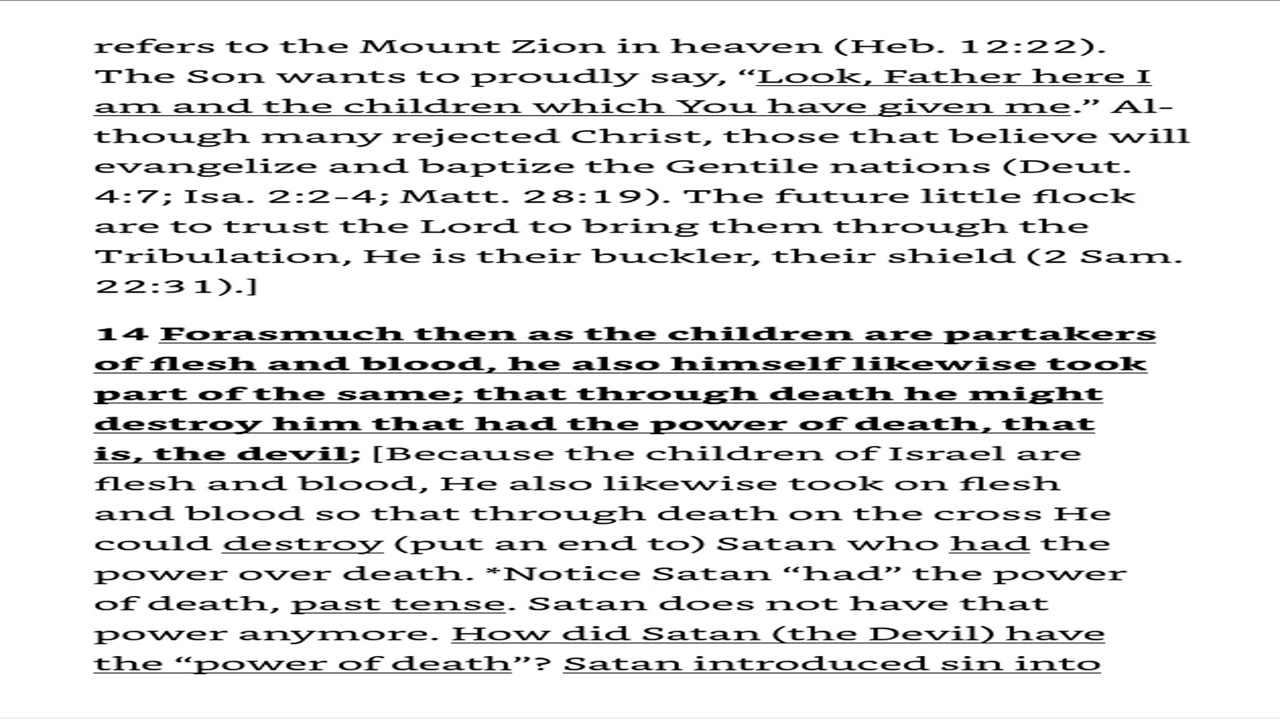 refers to the Mount Zion in heaven (Heb. 12:22).
The Son wants to proudly say, “Look, Father here I
am and the children which You have given me.” Al-
though many rejected Christ, those that believe will
evangelize and baptize the Gentile nations (Deut.
4:7; Isa. 2:2-4; Matt. 28:19). The future little flock
are to trust the Lord to bring them through the
Tribulation, He is their buckler, their shield (2 Sam.
22:31).]
14 Forasmuch then as the children are partakers
of flesh and blood, he also himself likewise took
part of the same; that through death he might
destroy him that had the power of death, that
is, the devil; [Because the children of Israel are
flesh and blood, He also likewise took on flesh
and blood so that through death on the cross He
could destroy (put an end to) Satan who had the
power over death. *Notice Satan “had” the power
of death, past tense. Satan does not have that
power anymore. How did Satan (the Devil) have
the “power of death”? Satan introduced sin into